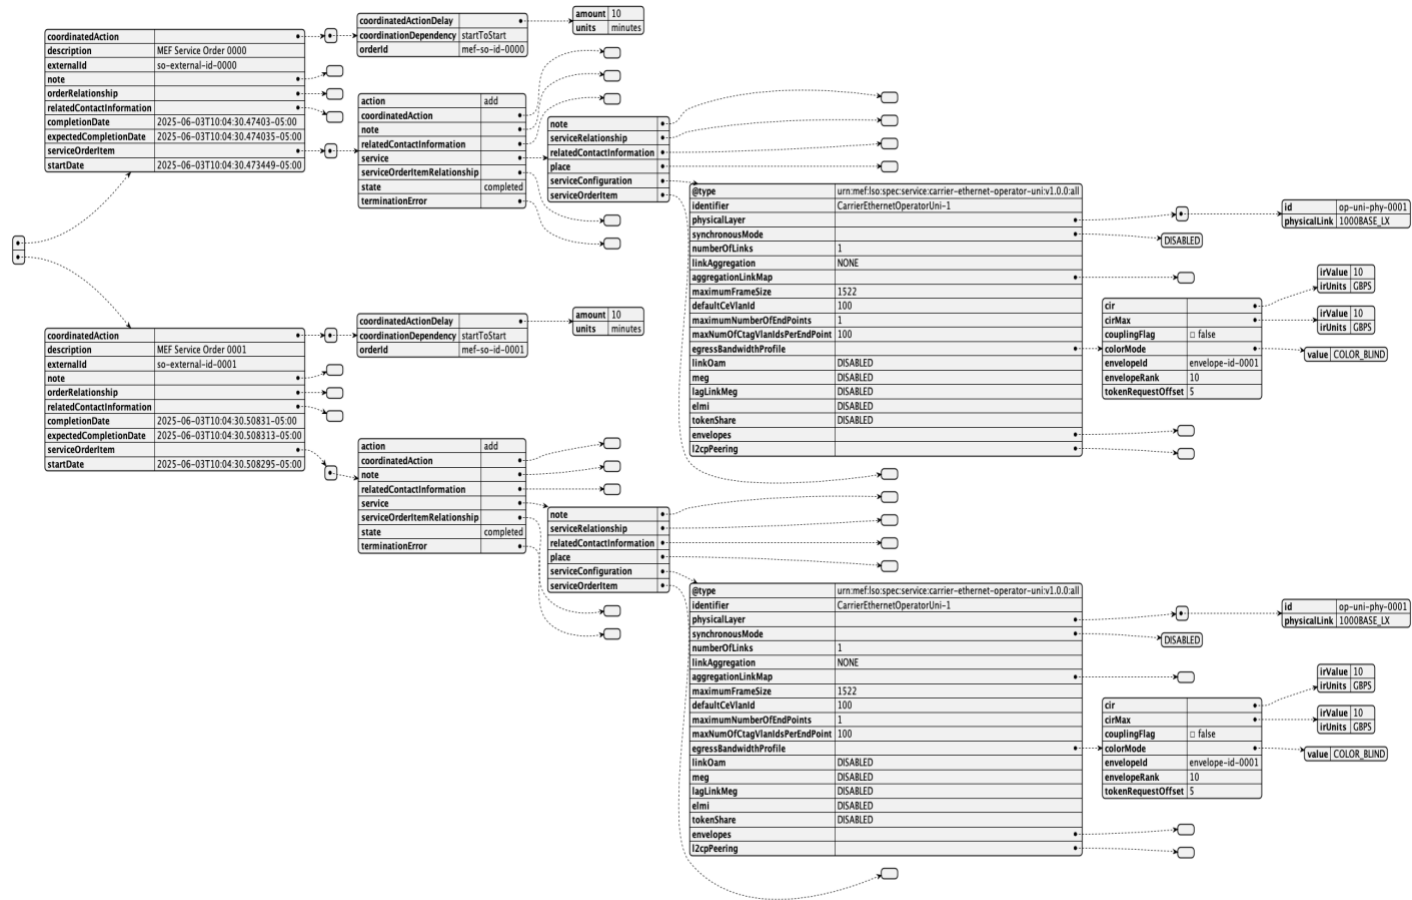 coordinatedAction
description MEF Service Order 0000
externalId so-external-id-0000
note
orderRelationship
relatedContactInformation
completionDate 2025-06-03T10:04:30.47403-05:00
expectedCompletionDate 2025-06-03T10:04:30.474035-05:00
serviceOrderItem
startDate 2025-06-03T10:04:30.473449-05:00
coordinatedActionDelay
coordinationDependency startToStart
orderId mef-so-id-0000
amount 10
units minutes
action add
coordinatedAction
note
relatedContactInformation
service
serviceOrderItemRelationship
state completed
terminationError
note
serviceRelationship
relatedContactInformation
place
serviceConfiguration
serviceOrderItem
@type urn:mef:lso:spec:service:carrier-ethernet-operator-uni:v1.0.0:all
identifier CarrierEthernetOperatorUni-1
physicalLayer
synchronousMode
numberOfLinks 1
linkAggregation NONE
aggregationLinkMap
maximumFrameSize 1522
defaultCeVlanId 100
maximumNumberOfEndPoints 1
maxNumOfCtagVlanIdsPerEndPoint 100
egressBandwidthProfile
linkOam DISABLED
meg DISABLED
lagLinkMeg DISABLED
elmi DISABLED
tokenShare DISABLED
envelopes
l2cpPeering
id op-uni-phy-0001
physicalLink 1000BASE_LX
DISABLED
cir
cirMax
couplingFlag □ false
colorMode
envelopeId envelope-id-0001
envelopeRank 10
tokenRequestOffset 5
irValue 10
irUnits GBPS
irValue 10
irUnits GBPS
value COLOR_BLIND
coordinatedAction
description MEF Service Order 0001
externalId so-external-id-0001
note
orderRelationship
relatedContactInformation
completionDate 2025-06-03T10:04:30.50831-05:00
expectedCompletionDate 2025-06-03T10:04:30.508313-05:00
serviceOrderItem
startDate 2025-06-03T10:04:30.508295-05:00
coordinatedActionDelay
coordinationDependency startToStart
orderId mef-so-id-0001
amount 10
units minutes
action add
coordinatedAction
note
relatedContactInformation
service
serviceOrderItemRelationship
state completed
terminationError
note
serviceRelationship
relatedContactInformation
place
serviceConfiguration
serviceOrderItem
@type urn:mef:lso:spec:service:carrier-ethernet-operator-uni:v1.0.0:all
identifier CarrierEthernetOperatorUni-1
physicalLayer
synchronousMode
numberOfLinks 1
linkAggregation NONE
aggregationLinkMap
maximumFrameSize 1522
defaultCeVlanId 100
maximumNumberOfEndPoints 1
maxNumOfCtagVlanIdsPerEndPoint 100
egressBandwidthProfile
linkOam DISABLED
meg DISABLED
lagLinkMeg DISABLED
elmi DISABLED
tokenShare DISABLED
envelopes
l2cpPeering
id op-uni-phy-0001
physicalLink 1000BASE_LX
DISABLED
cir
cirMax
couplingFlag □ false
colorMode
envelopeId envelope-id-0001
envelopeRank 10
tokenRequestOffset 5
irValue 10
irUnits GBPS
irValue 10
irUnits GBPS
value COLOR_BLIND